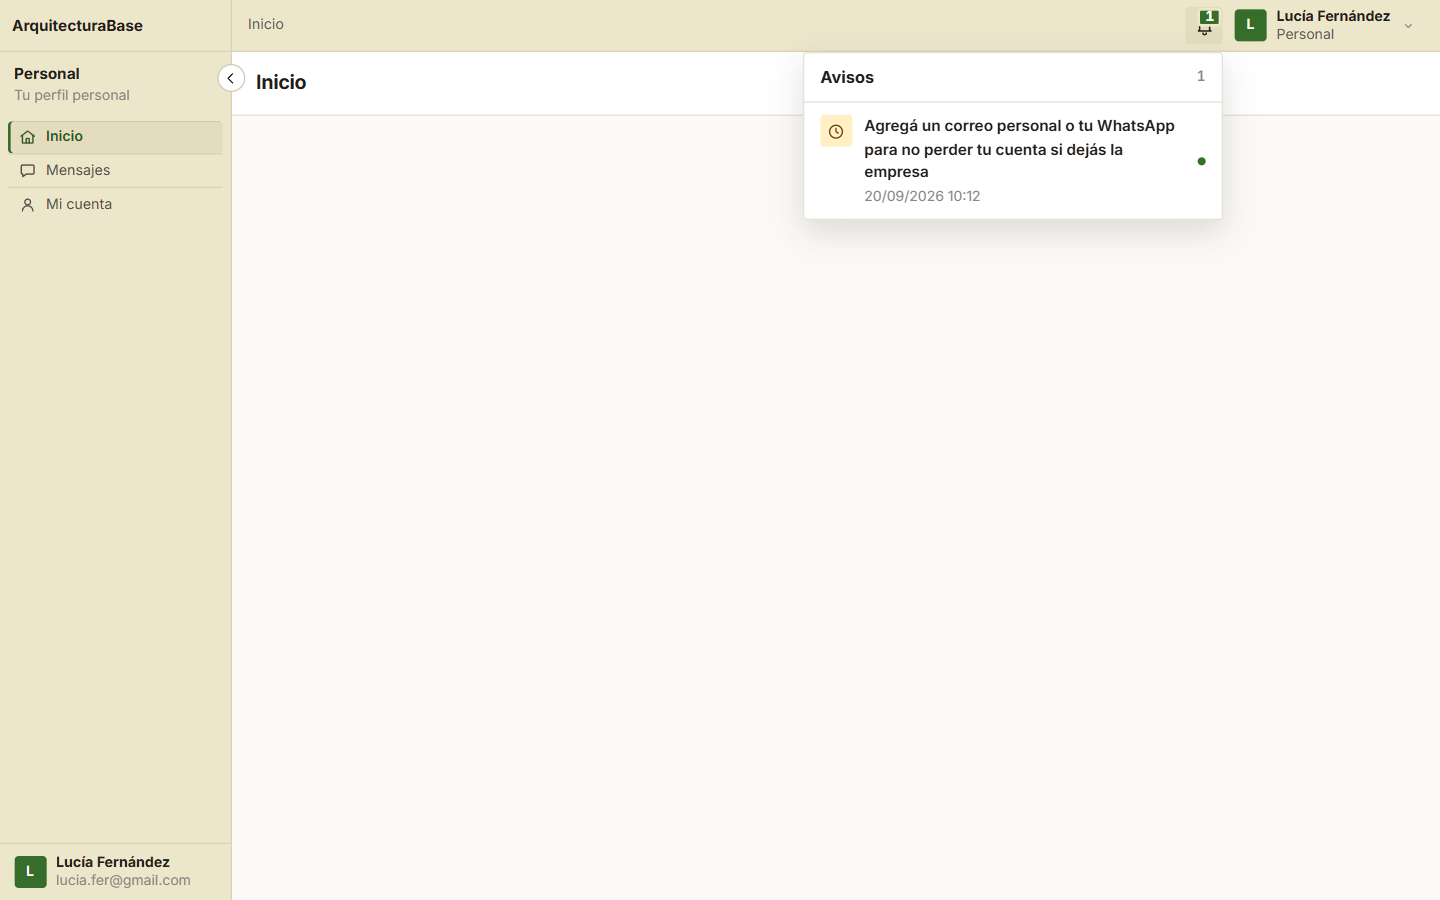 ArquitecturaBase
Inicio
1
L
Lucía Fernández
Personal
Personal
Tu perfil personal
Inicio
Mensajes
Mi cuenta
Inicio
Avisos
1
Agregá un correo personal o tu WhatsApp
para no perder tu cuenta si dejás la
empresa
20/09/2026 10:12
L
Lucía Fernández
lucia.fer@gmail.com